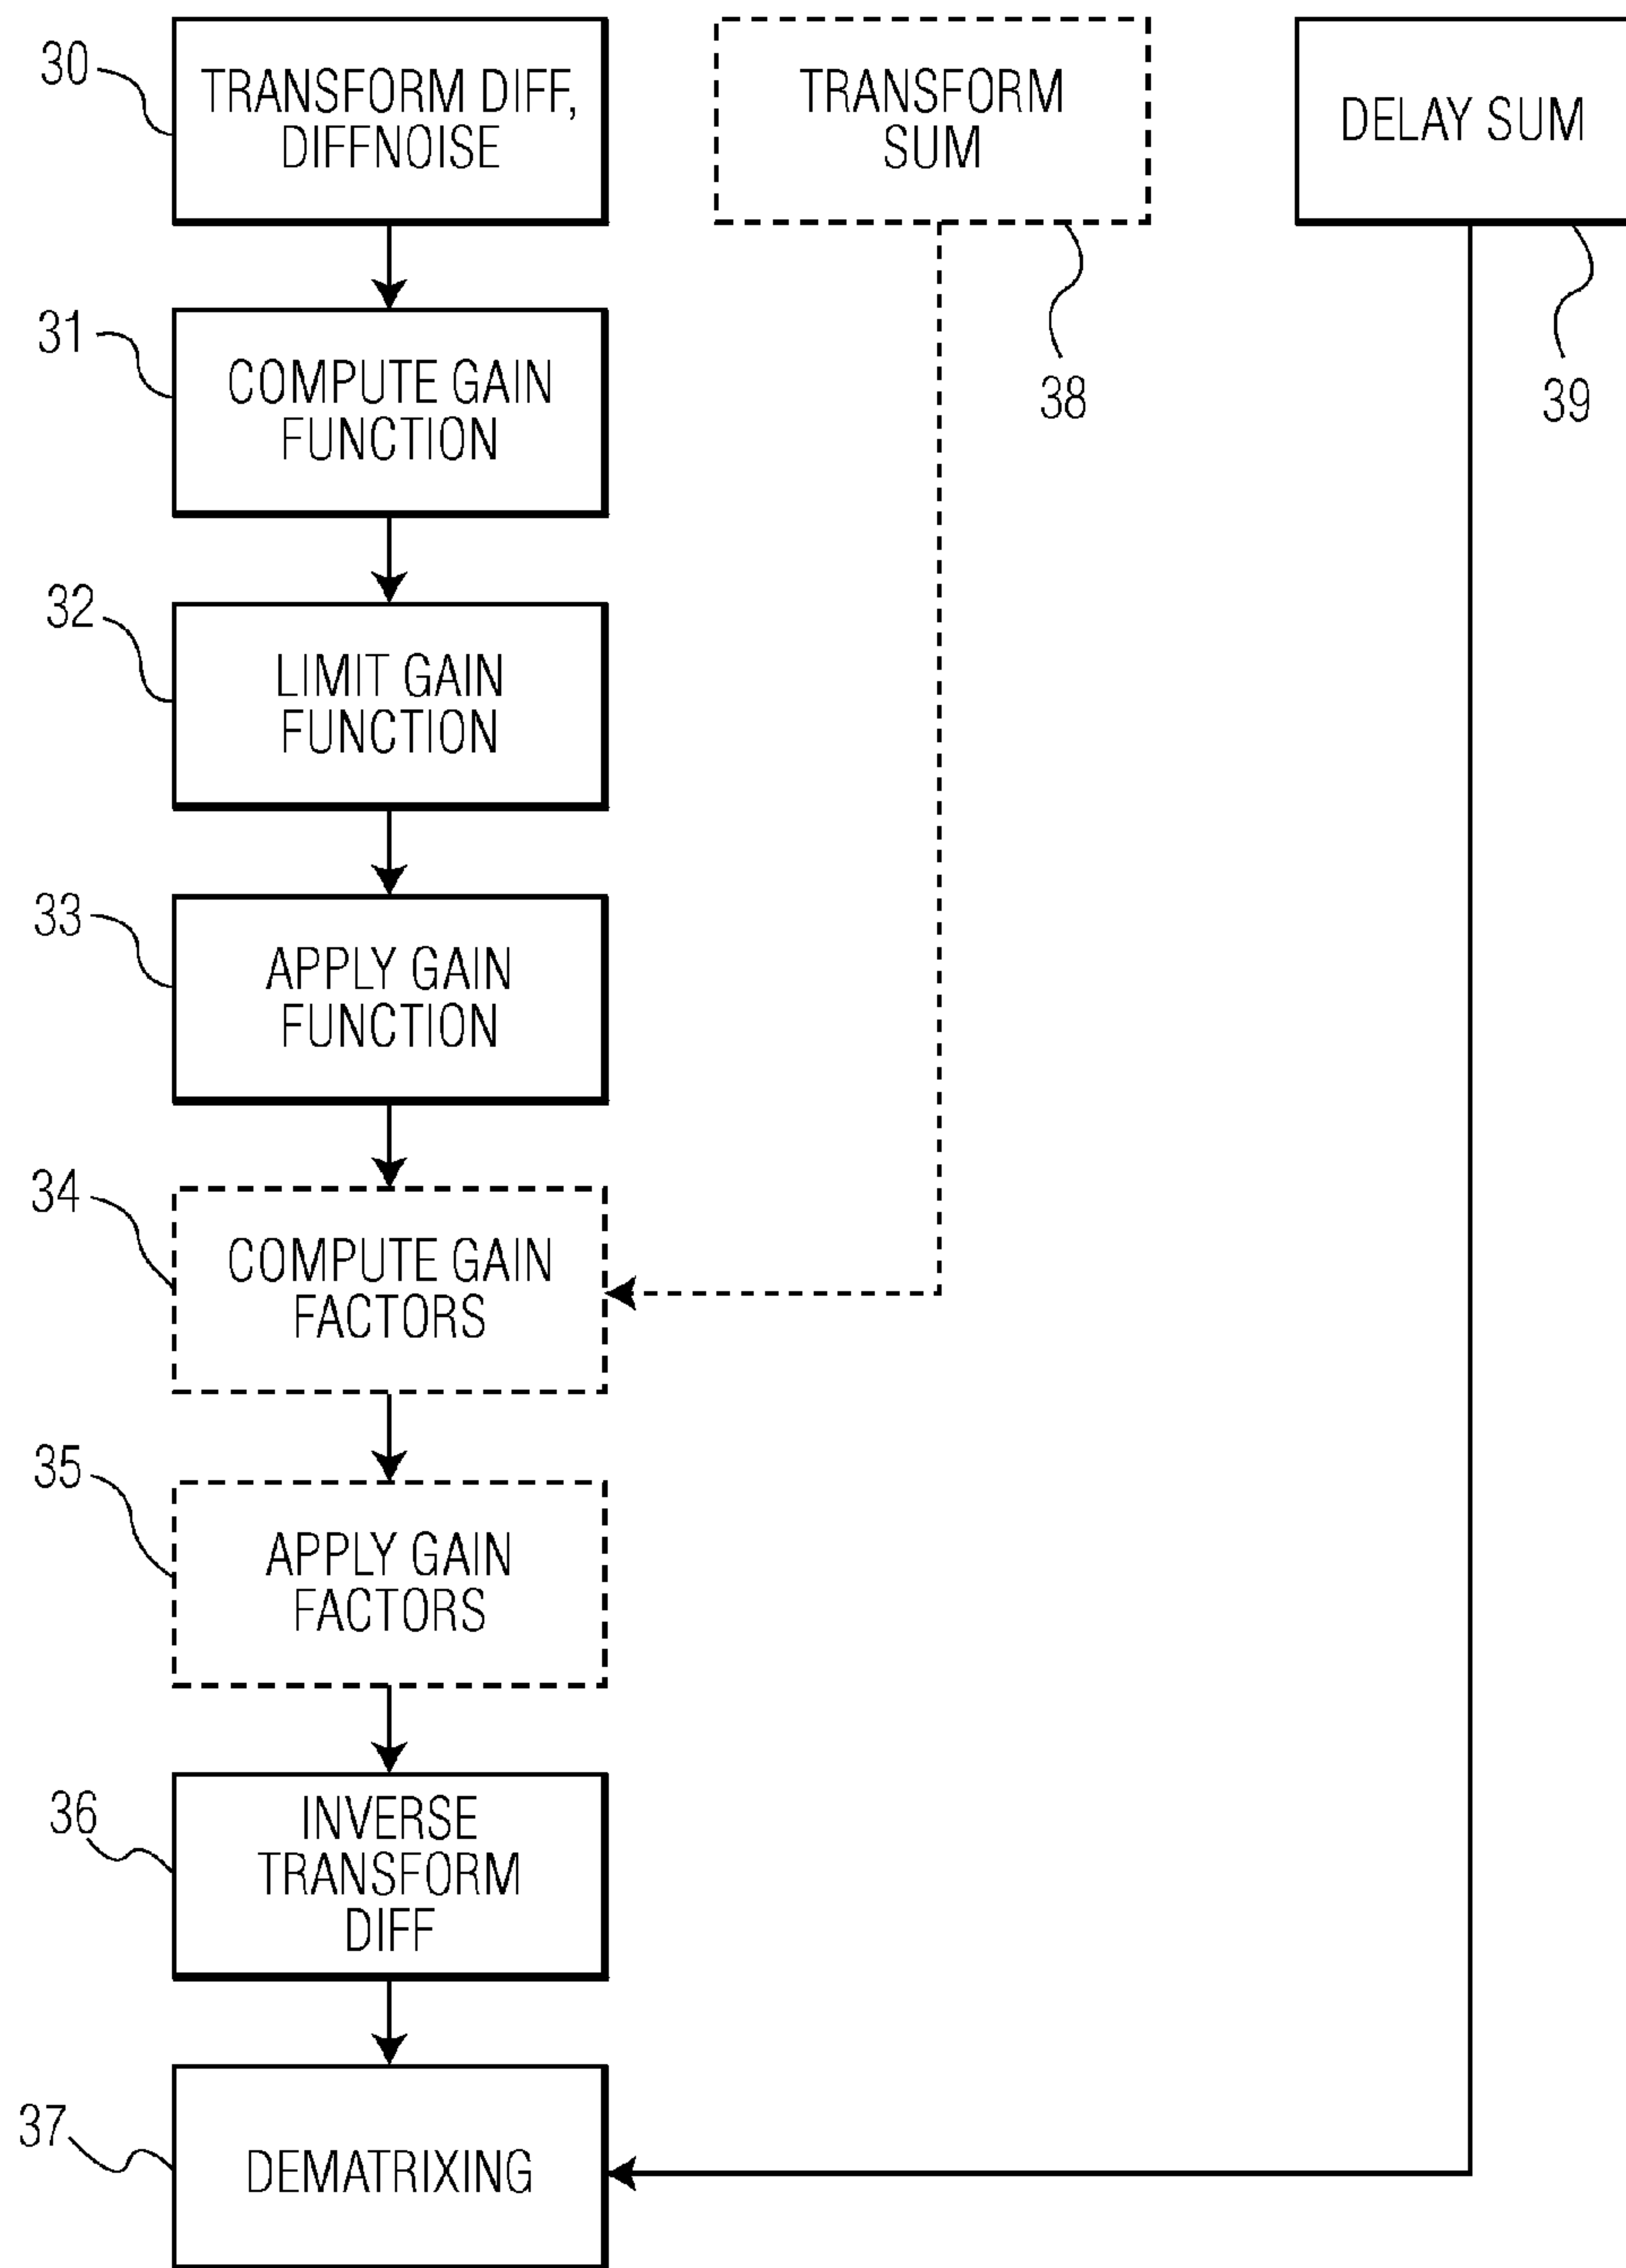 30
TRANSFORM DIFF,
DIFFNOISE
TRANSFORM
SUM
38
DELAY SUM
39
31
COMPUTE GAIN
FUNCTION
32
LIMIT GAIN
FUNCTION
33
APPLY GAIN
FUNCTION
34
COMPUTE GAIN
FACTORS
35
APPLY GAIN
FACTORS
36
INVERSE
TRANSFORM
DIFF
37
DEMATRIXING